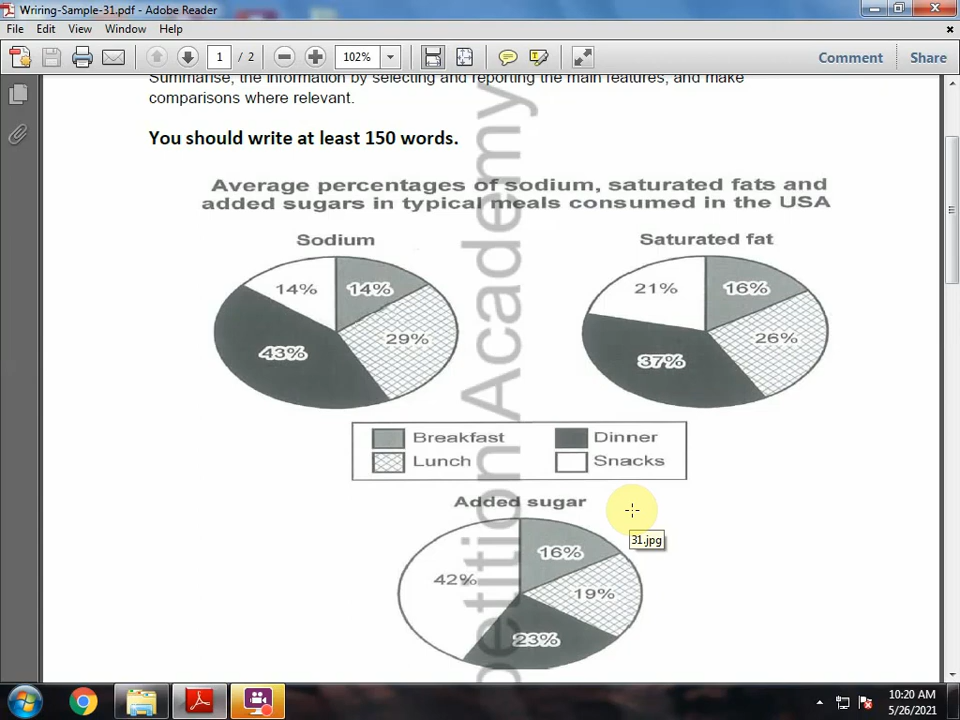 Wriring-Sample-31.pdf - Adobe Reader
File Edit View Window Help
1 / 2 102% Comment Share
Summarise, the information by selecting and reporting the main features, and make
comparisons where relevant.
You should write at least 150 words.
Average percentages of sodium, saturated fats and
added sugars in typical meals consumed in the USA
Sodium
14% 14%
29%
43%
Saturated fat
21% 16%
26%
37%
Breakfast Dinner
Lunch Snacks
Added sugar
16%
42%
19%
23%
31.jpg
petition Academy
10:20 AM
5/26/2021